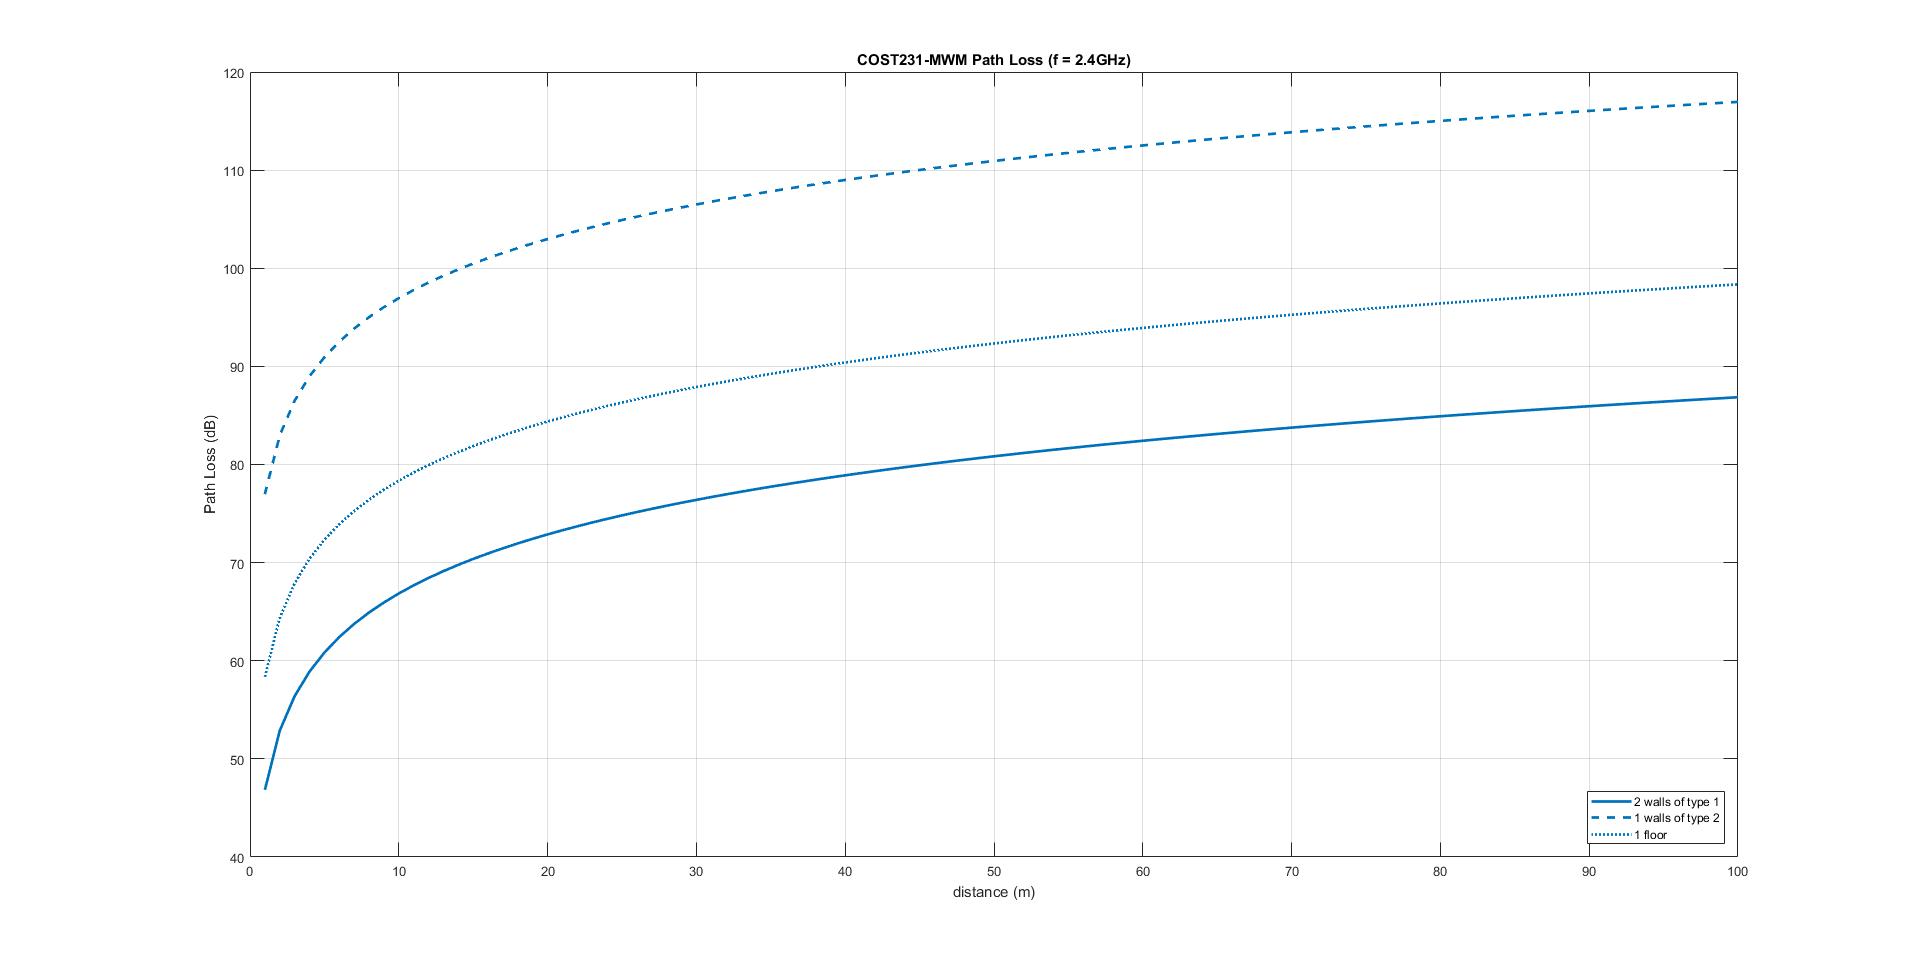 COST231-MWM Path Loss (f = 2.4GHz)
120
110
100
90
80
70
60
50
40
Path Loss (dB)
0 10 20 30 40 50 60 70 80 90 100
distance (m)
2 walls of type 1
1 walls of type 2
1 floor